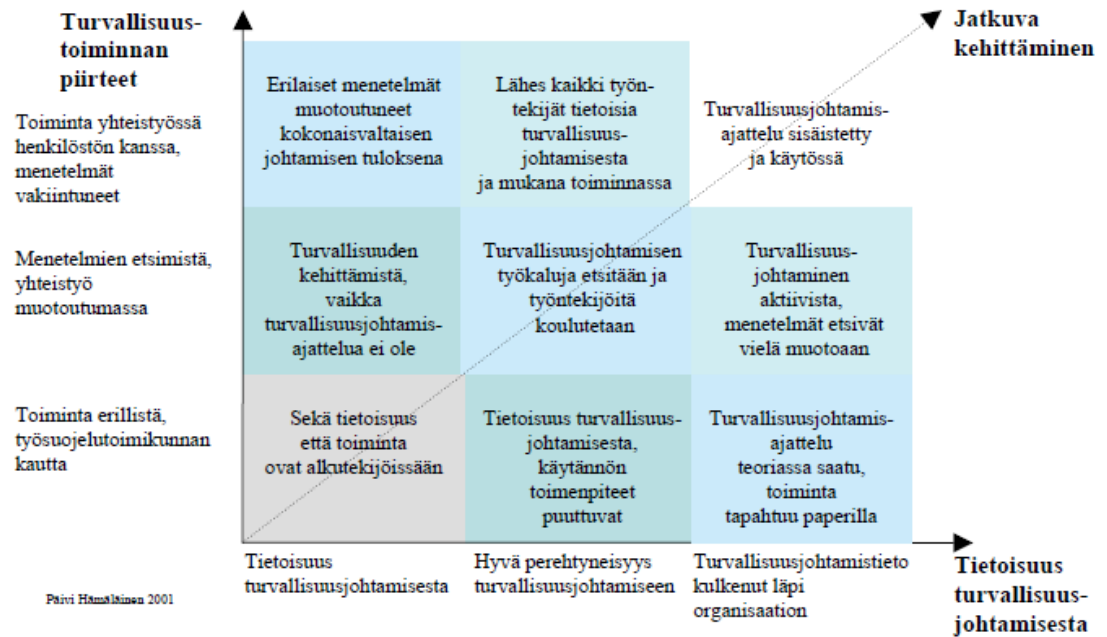 Turvallisuus-
toiminnan
piirteet
Jatkuva
kehittäminen
Toiminta yhteistyössä
henkilöstön kanssa,
menetelmät
vakiintuneet
Erilaiset menetelmät
muotoutuneet
kokonaisvaltaisen
johtamisen tuloksena
Lähes kaikki työn-
tekijät tietoisia
turvallisuus-
johtamisesta
ja mukana toiminnassa
Turvallisuusjohtamis-
ajattelu sisäistetty
ja käytössä
Menetelmien etsimistä,
yhteistyö
muotoutumassa
Turvallisuuden
kehittämistä,
vaikka
turvallisuusjohtamis-
ajattelua ei ole
Turvallisuusjohtamisen
työkaluja etsitään ja
työntekijöitä
koulutetaan
Turvallisuus-
johtaminen
aktiivista,
menetelmät etsivät
vielä muotoaan
Toiminta erillistä,
työsuojelutoimikunnan
kautta
Sekä tietoisuus
että toiminta
ovat alkutekijöissään
Tietoisuus turvallisuus-
johtamisesta,
käytännön
toimenpiteet
puuttuvat
Turvallisuusjohtamis-
ajattelu
teoriassa saatu,
toiminta
tapahtuu paperilla
Tietoisuus
turvallisuusjohtamisesta
Hyvä perehtyneisyys
turvallisuusjohtamiseen
Turvallisuusjohtamistieto
kulkenut läpi
organisaation
Tietoisuus
turvallisuus-
johtamisesta
Päivi Hämäläinen 2001